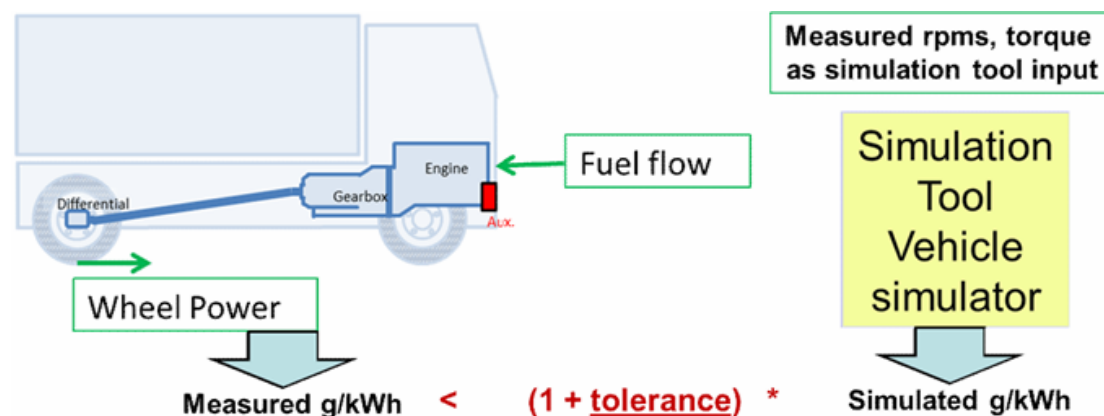 Measured rpms, torque
as simulation tool input
Simulation
Tool
Vehicle
simulator
Engine
Fuel flow
Gearbox
Differential
Aux.
Wheel Power
Measured g/kWh < (1 + tolerance) * Simulated g/kWh